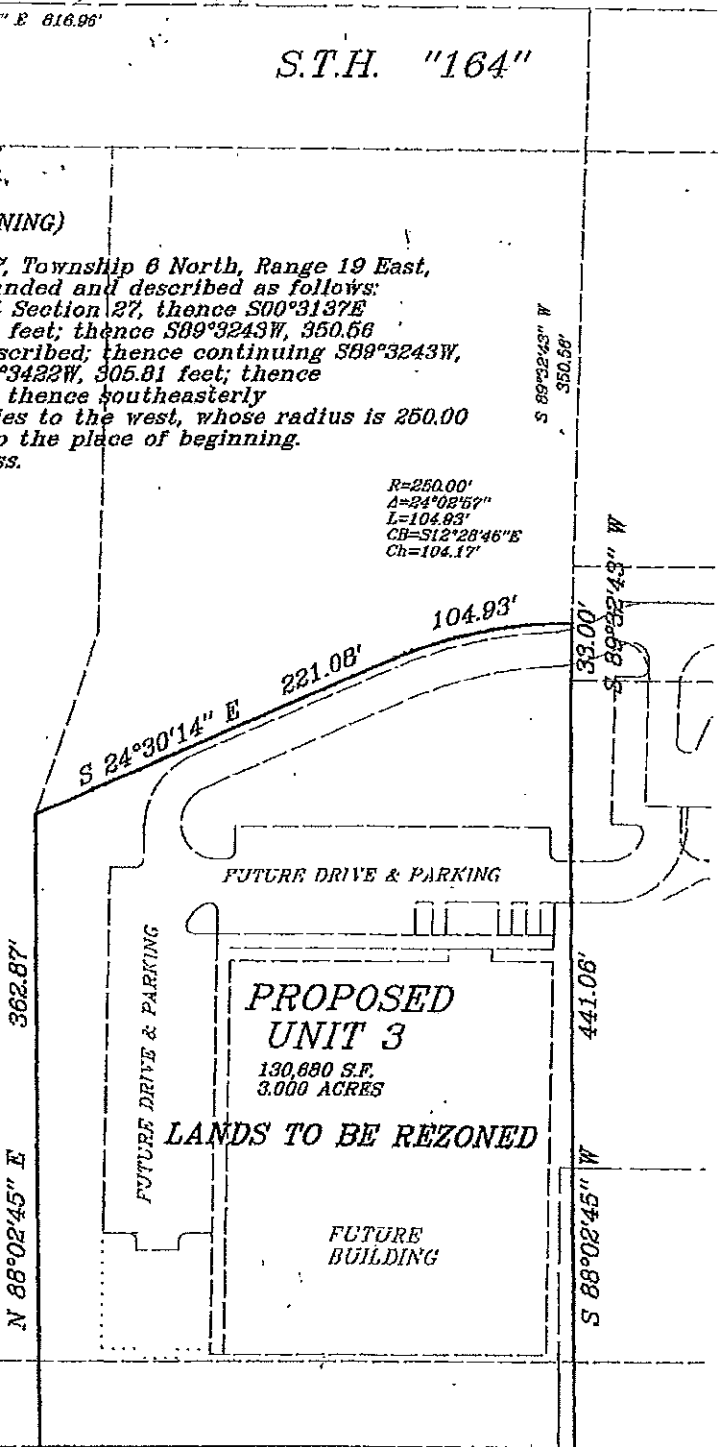 " E 816.96'
S.T.H. "164"
NING)
7, Township 6 North, Range 19 East,
nded and described as follows:
Section 27, thence S00°3137E
feet; thence S89°3243W, 350.56
scribed; thence continuing S89°3243W,
°3422W, 305.81 feet; thence
thence southeasterly
ies to the west, whose radius is 250.00
o the place of beginning.
ss.
S 89°32'43" W
350.58'
R=250.00'
Δ=24°02'57"
L=104.93'
CB=S12°28'46"E
Ch=104.17'
104.93'
221.08'
S 24°30'14" E
33.00'
S 89°32'43" W
FUTURE DRIVE & PARKING
FUTURE DRIVE & PARKING
362.87'
N 88°02'45" E
PROPOSED
UNIT 3
130,680 S.F.
3.000 ACRES
LANDS TO BE REZONED
FUTURE
BUILDING
441.06'
S 88°02'45" W